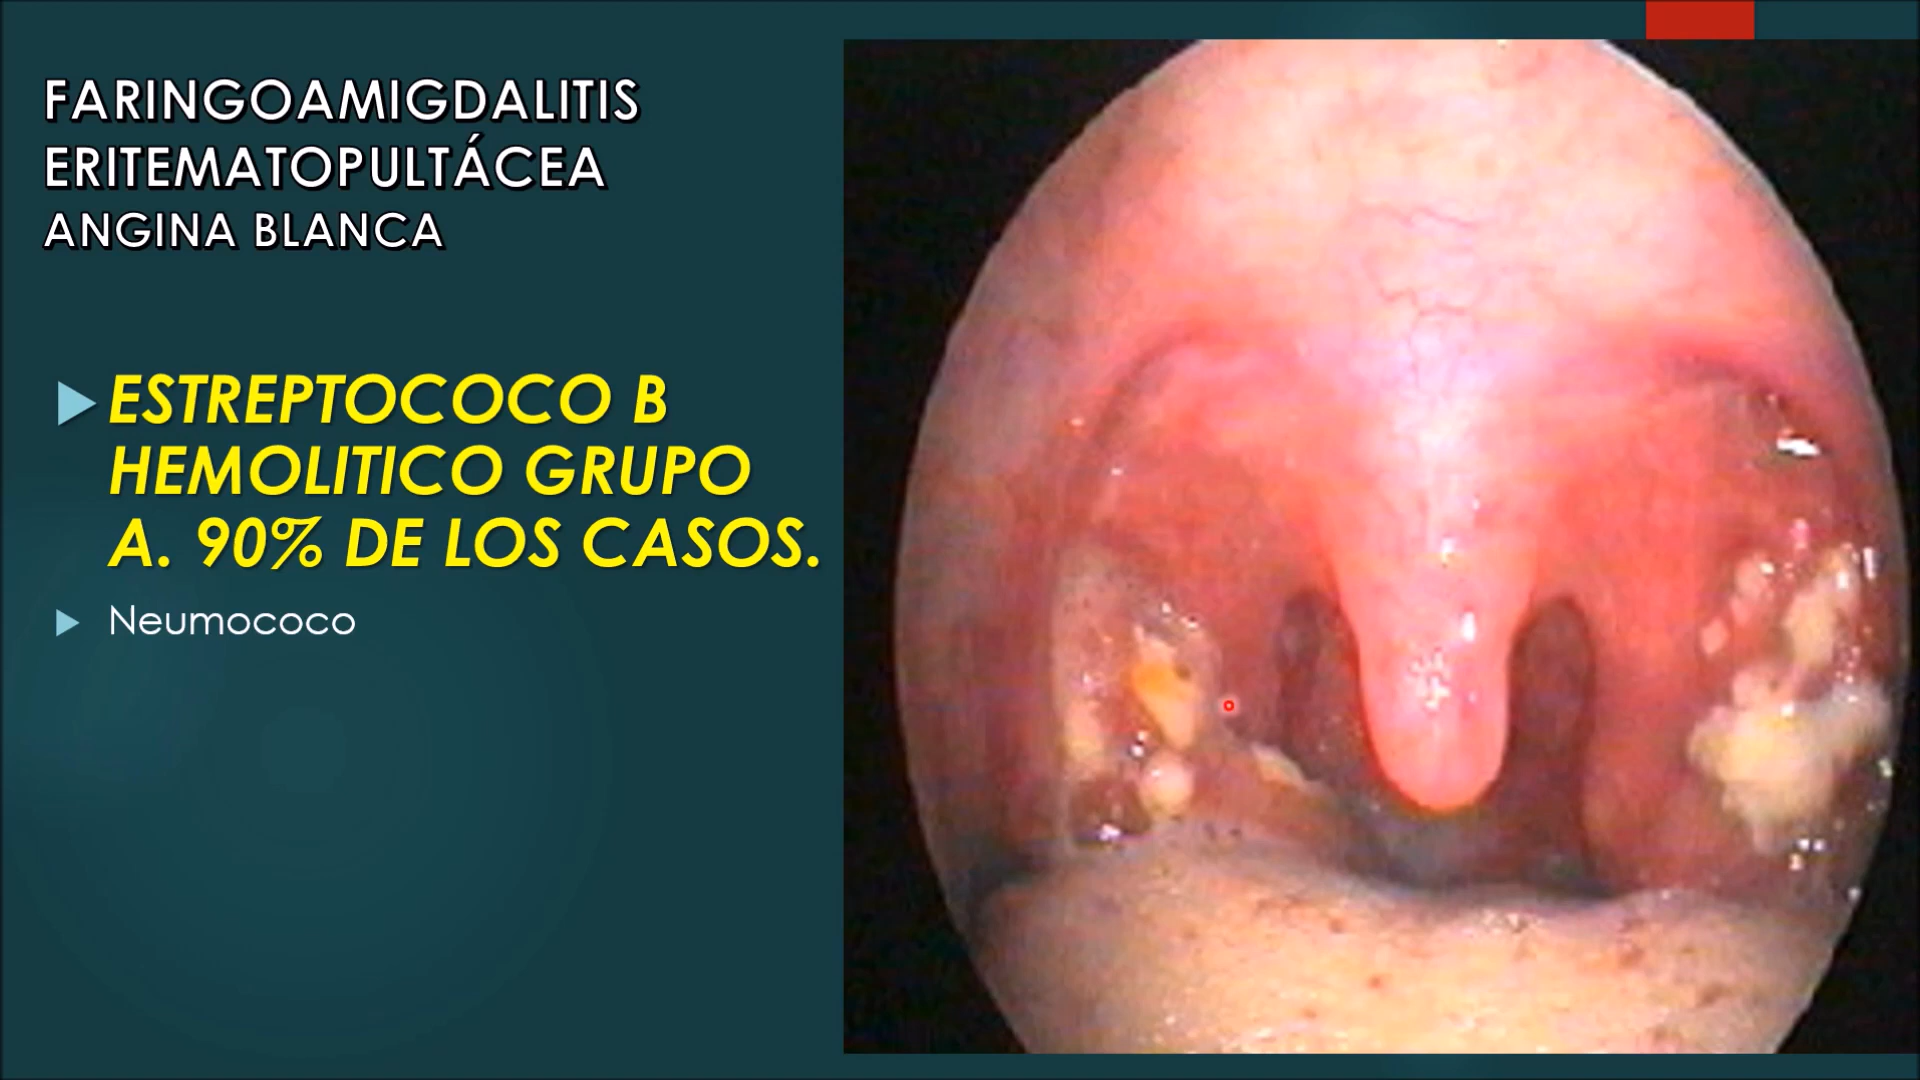 FARINGOAMIGDALITIS
ERITEMATOPULTÁCEA
ANGINA BLANCA
ESTREPTOCOCO B
HEMOLITICO GRUPO
A. 90% DE LOS CASOS.
Neumococo